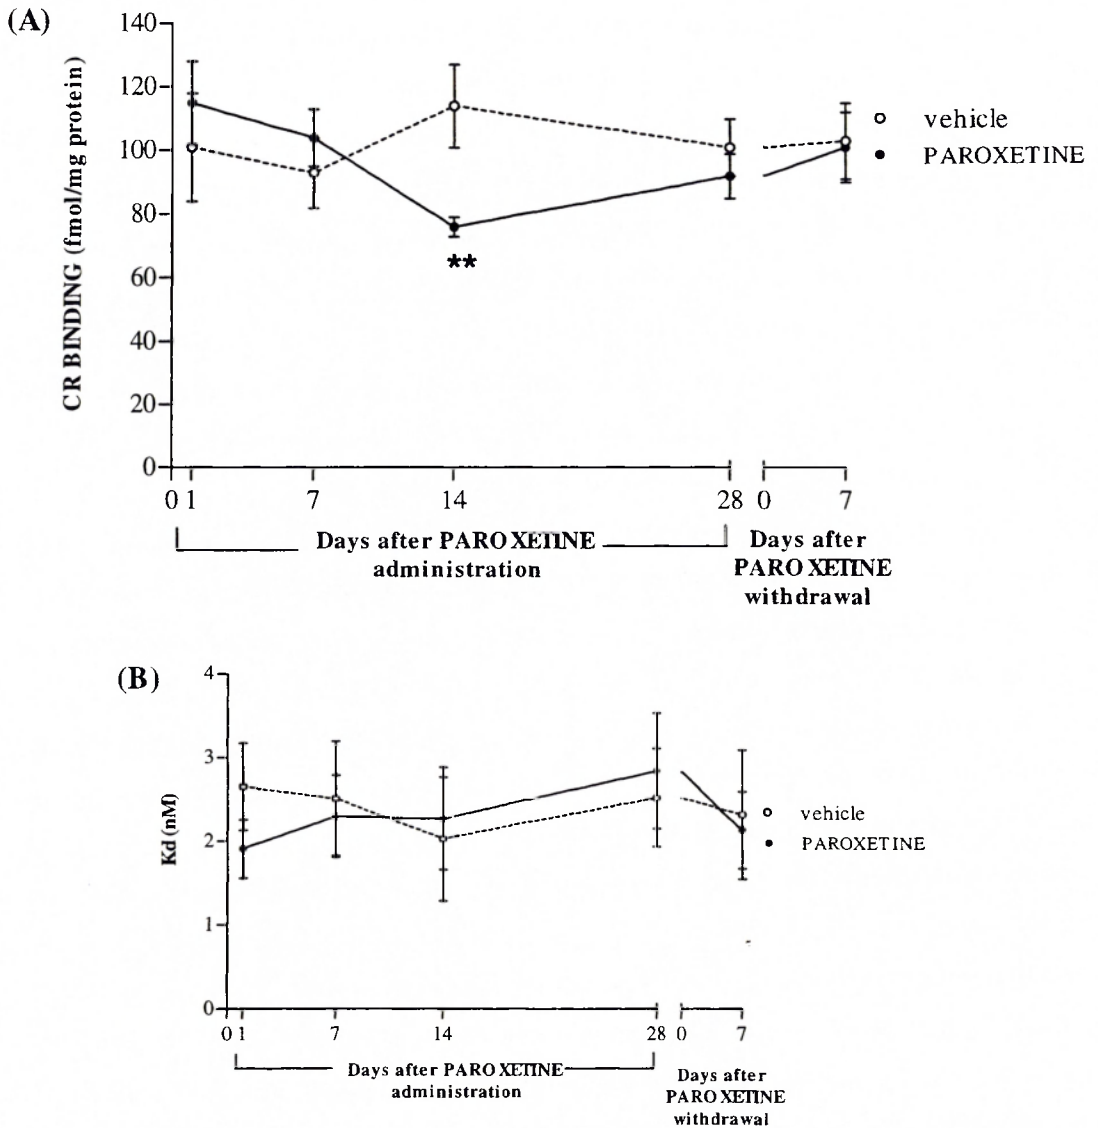 (A)
CR BINDING (fmol/mg protein)
140
120
100
80
60
40
20
0
0 1 7 14 28 0 7
**
vehicle
PAROXETINE
Days after PAROXETINE
administration
Days after
PAROXETINE
withdrawal
(B)
Kd (nM)
4
3
2
1
0
0 1 7 14 28 0 7
vehicle
PAROXETINE
Days after PAROXETINE
administration
Days after
PAROXETINE
withdrawal